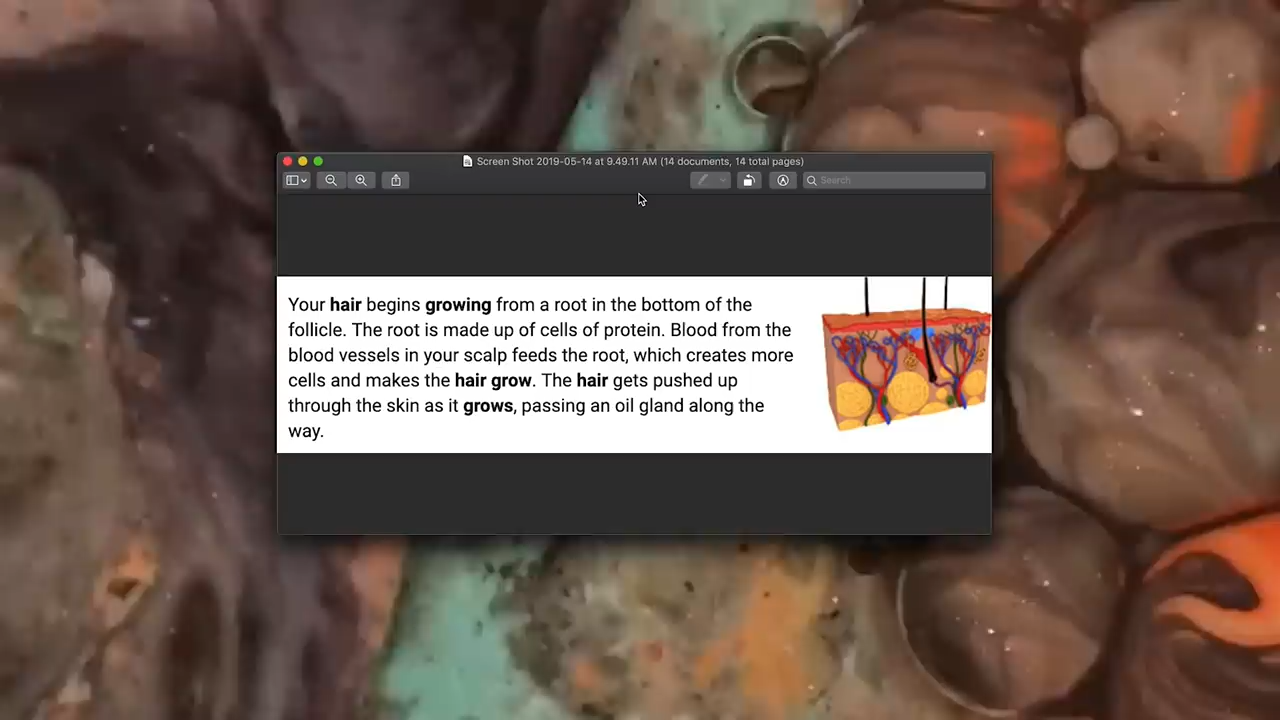 Screen Shot 2019-05-14 at 9.49.11 AM (14 documents, 14 total pages)
Search
Your hair begins growing from a root in the bottom of the
follicle. The root is made up of cells of protein. Blood from the
blood vessels in your scalp feeds the root, which creates more
cells and makes the hair grow. The hair gets pushed up
through the skin as it grows, passing an oil gland along the
way.